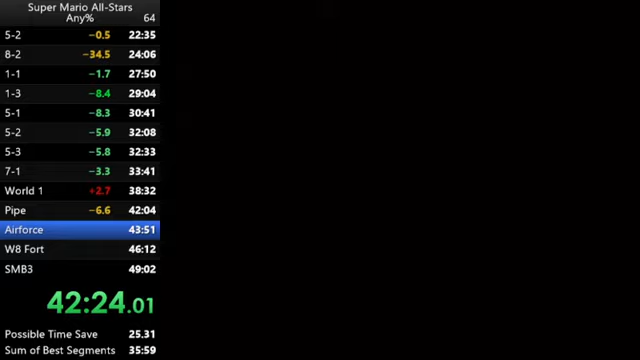 Super Mario All-Stars
Any% 64
5-2 −0.5 22:35
8-2 −34.5 24:06
1-1 −1.7 27:50
1-3 −8.4 29:04
5-1 −8.3 30:41
5-2 −5.9 32:08
5-3 −5.8 32:33
7-1 −3.3 33:41
World 1 +2.7 38:32
Pipe −6.6 42:04
Airforce 43:51
W8 Fort 46:12
SMB3 49:02
42:24.01
Possible Time Save 25.31
Sum of Best Segments 35:59